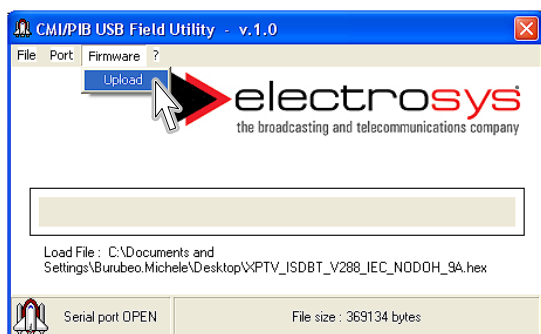 CMI/PIB USB Field Utility - v.1.0
File Port Firmware ?
Upload
electrosys
the broadcasting and telecommunications company
Load File : C:\Documents and
Settings\Burubeo.Michele\Desktop\XPTV_ISDBT_V288_IEC_NODOH_9A.hex
Serial port OPEN
File size : 369134 bytes